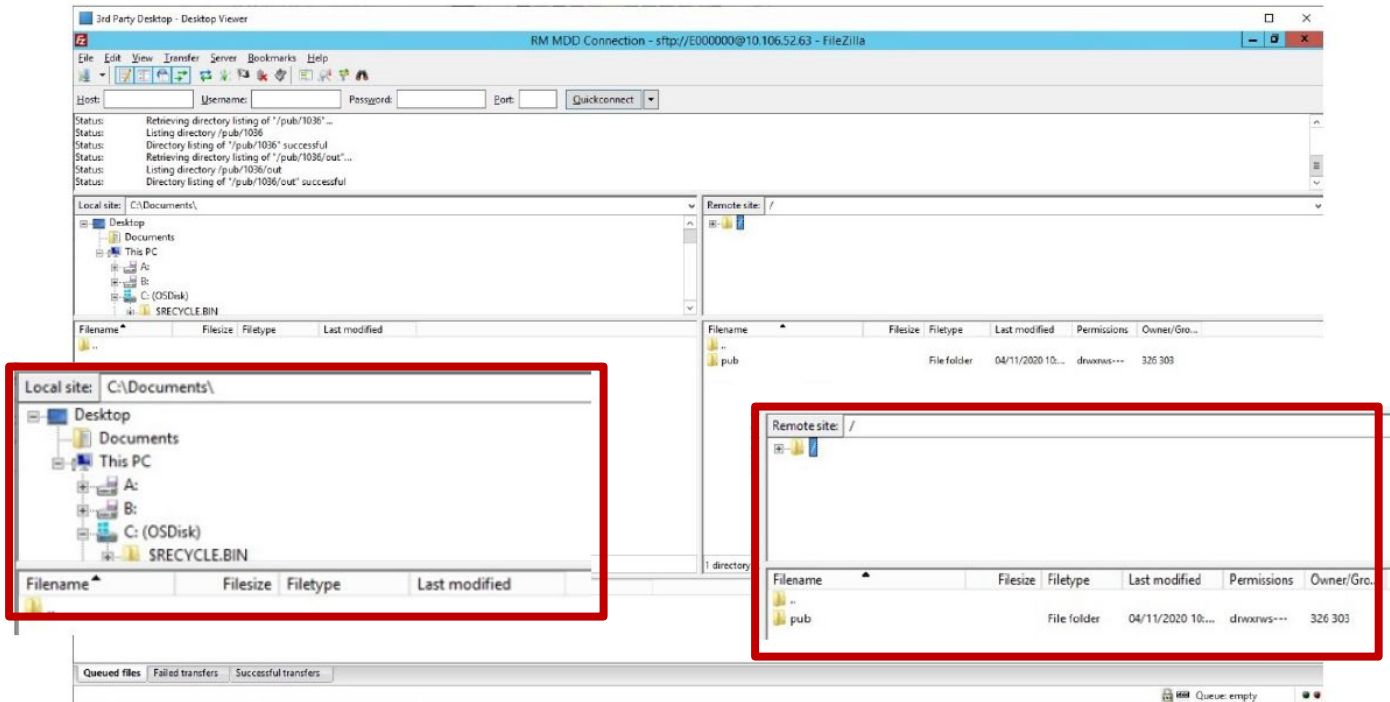 3rd Party Desktop - Desktop Viewer
RM MDD Connection - sftp://E000000@10.106.52.63 - FileZilla
File Edit View Transfer Server Bookmarks Help
Host: Username: Password: Port: Quickconnect
Status: Retrieving directory listing of "/pub/1036"...
Status: Listing directory /pub/1036
Status: Directory listing of "/pub/1036" successful
Status: Retrieving directory listing of "/pub/1036/out"...
Status: Listing directory /pub/1036/out
Status: Directory listing of "/pub/1036/out" successful
Local site: C:\Documents\
Desktop
Documents
This PC
A:
B:
C: (OSDisk)
$RECYCLE.BIN
Remote site: /
/
Filename Filesize Filetype Last modified
..
Filename Filesize Filetype Last modified Permissions Owner/Gro...
..
pub File folder 04/11/2020 10:... drwxrws--- 326 303
Local site: C:\Documents\
Desktop
Documents
This PC
A:
B:
C: (OSDisk)
$RECYCLE.BIN
Filename Filesize Filetype Last modified
..
Remote site: /
/
1 directory
Filename Filesize Filetype Last modified Permissions Owner/Gro...
..
pub File folder 04/11/2020 10:... drwxrws--- 326 303
Queued files Failed transfers Successful transfers
Queue: empty